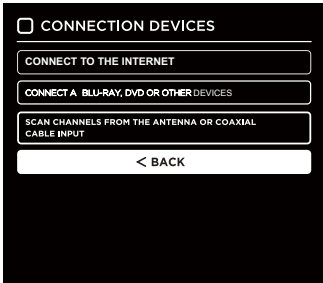 CONNECTION DEVICES
CONNECT TO THE INTERNET
CONNECT A BLU-RAY, DVD OR OTHER DEVICES
SCAN CHANNELS FROM THE ANTENNA OR COAXIAL
CABLE INPUT
< BACK